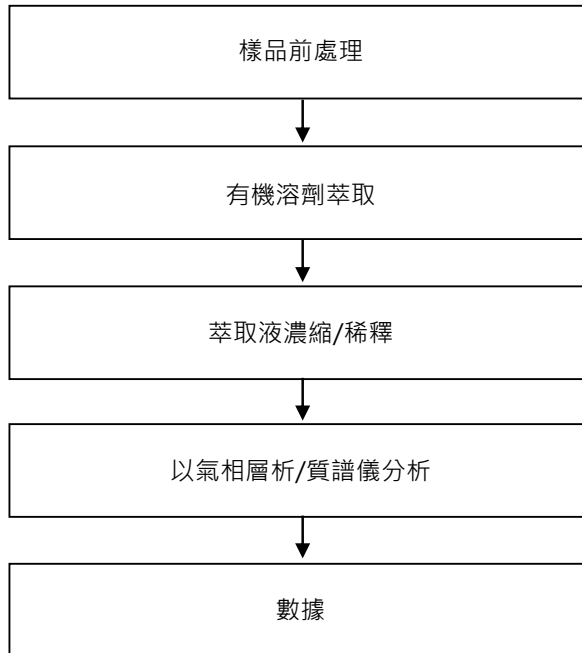 樣品前處理
有機溶劑萃取
萃取液濃縮/稀釋
以氣相層析/質譜儀分析
數據